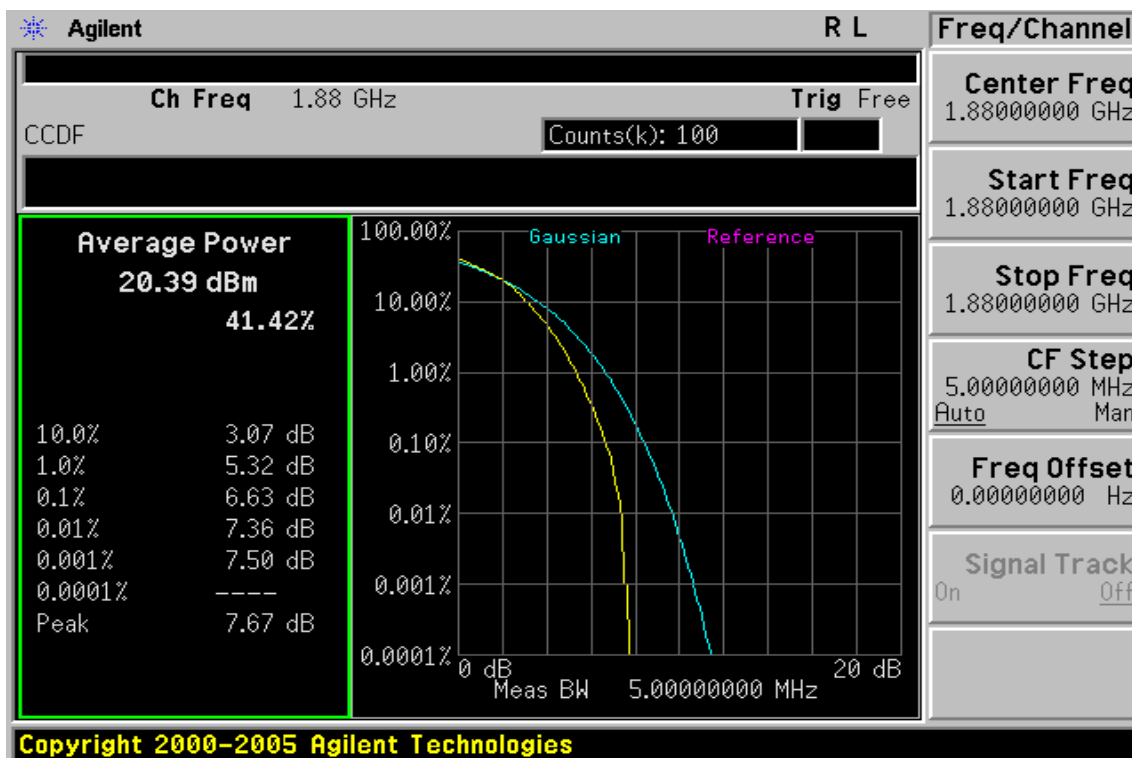 Agilent R L
Ch Freq 1.88 GHz Trig Free
CCDF Counts(k): 100
Average Power
20.39 dBm
41.42%
10.0% 3.07 dB
1.0% 5.32 dB
0.1% 6.63 dB
0.01% 7.36 dB
0.001% 7.50 dB
0.0001% ----
Peak 7.67 dB
Gaussian Reference
100.00%
10.00%
1.00%
0.10%
0.01%
0.001%
0.0001%
0 dB 20 dB
Meas BW 5.00000000 MHz
Freq/Channel
Center Freq
1.88000000 GHz
Start Freq
1.88000000 GHz
Stop Freq
1.88000000 GHz
CF Step
5.00000000 MHz
Auto Man
Freq Offset
0.00000000 Hz
Signal Track
On Off
Copyright 2000-2005 Agilent Technologies